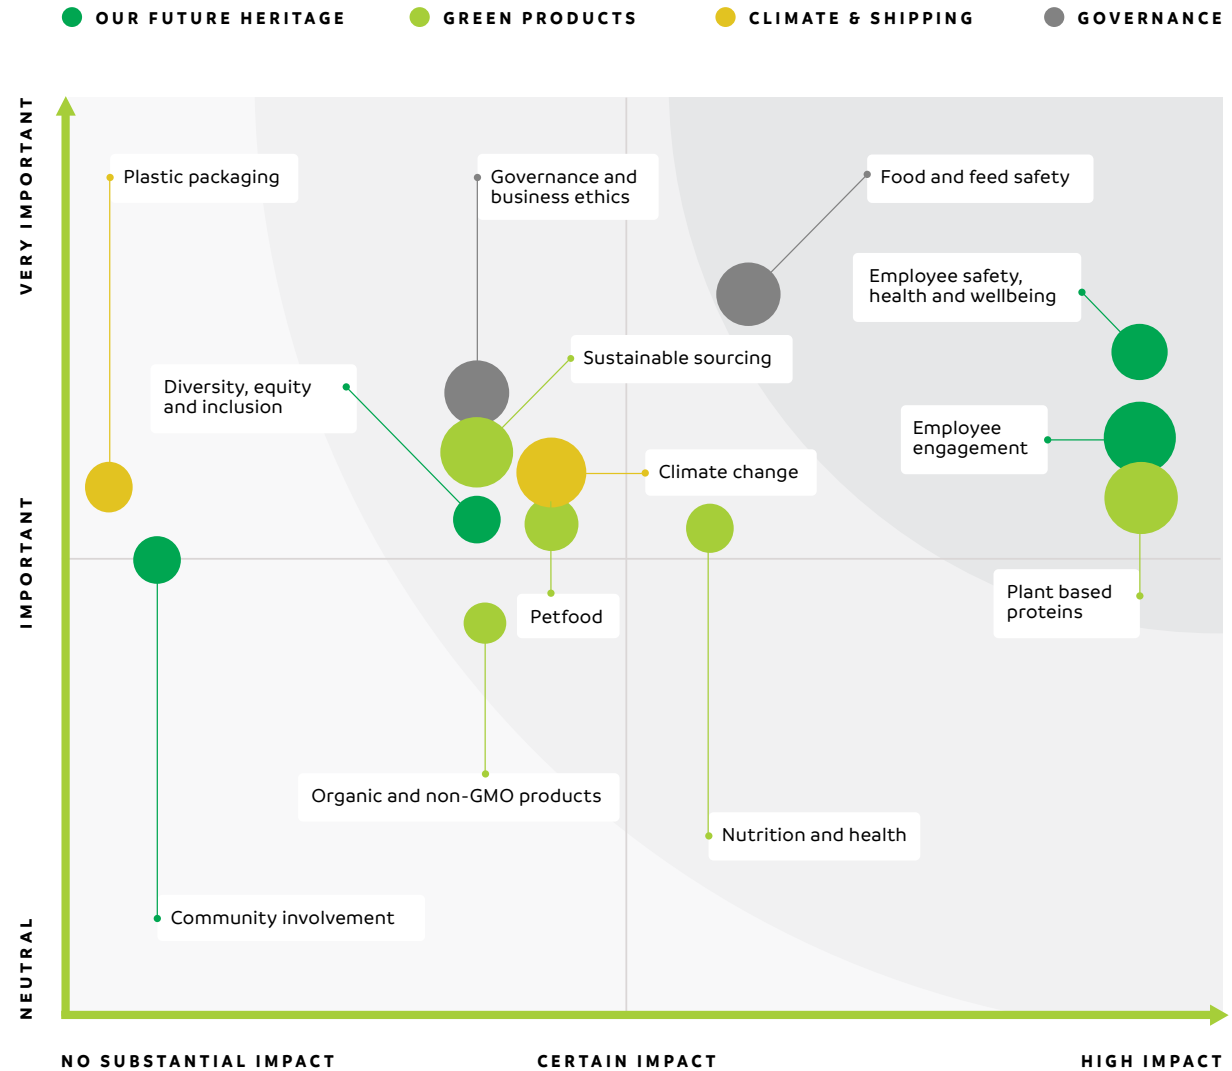 OUR FUTURE HERITAGE
GREEN PRODUCTS
CLIMATE & SHIPPING
GOVERNANCE
VERY IMPORTANT
IMPORTANT
NEUTRAL
Plastic packaging
Governance and
business ethics
Food and feed safety
Employee safety,
health and wellbeing
Sustainable sourcing
Diversity, equity
and inclusion
Employee
engagement
Climate change
Plant based
proteins
Petfood
Organic and non-GMO products
Nutrition and health
Community involvement
NO SUBSTANTIAL IMPACT
CERTAIN IMPACT
HIGH IMPACT